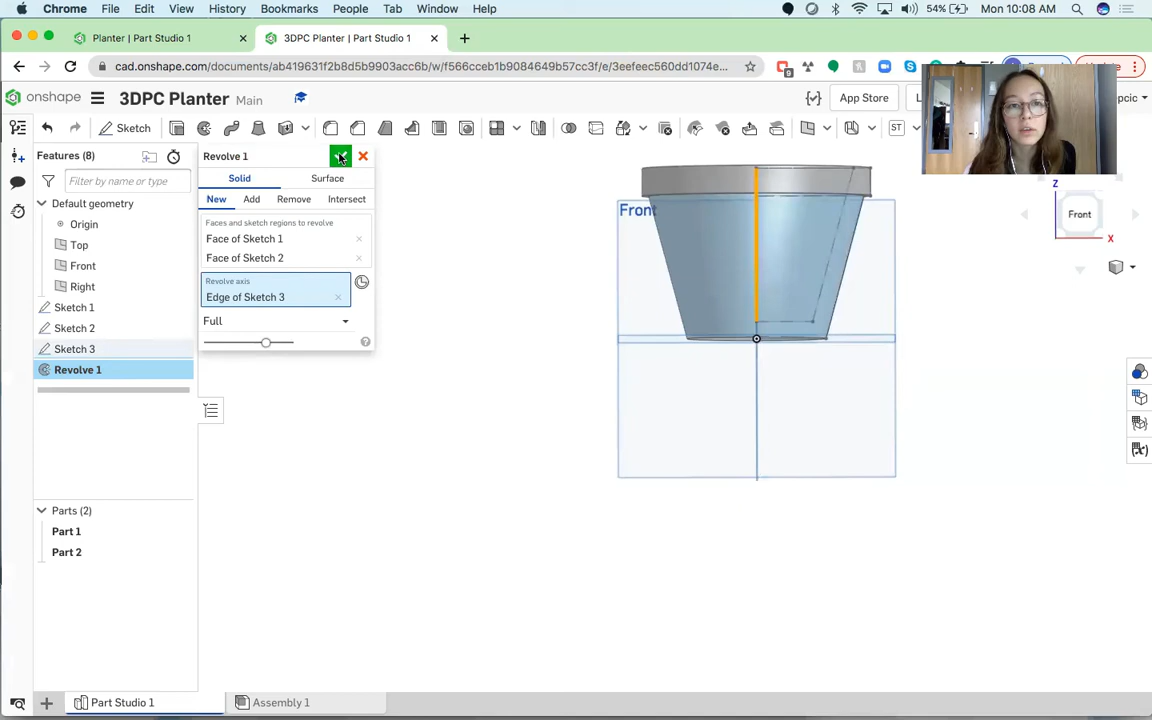 Chrome File Edit View History Bookmarks People Tab Window Help 54% Mon 10:08 AM
Planter | Part Studio 1 3DPC Planter | Part Studio 1
cad.onshape.com/documents/ab419631f2b8d5b9903acc6b/w/f566cceb1b9084649b57cc3f/e/3eefeec560dd1074e...
9
onshape 3DPC Planter Main App Store
Sketch ST
Features (8)
Filter by name or type
Default geometry
Origin
Top
Front
Right
Sketch 1
Sketch 2
Sketch 3
Revolve 1
Parts (2)
Part 1
Part 2
Revolve 1
Solid Surface
New Add Remove Intersect
Faces and sketch regions to revolve
Face of Sketch 1
Face of Sketch 2
Revolve axis
Edge of Sketch 3
Full
Front
Z
Front
X
Part Studio 1 Assembly 1